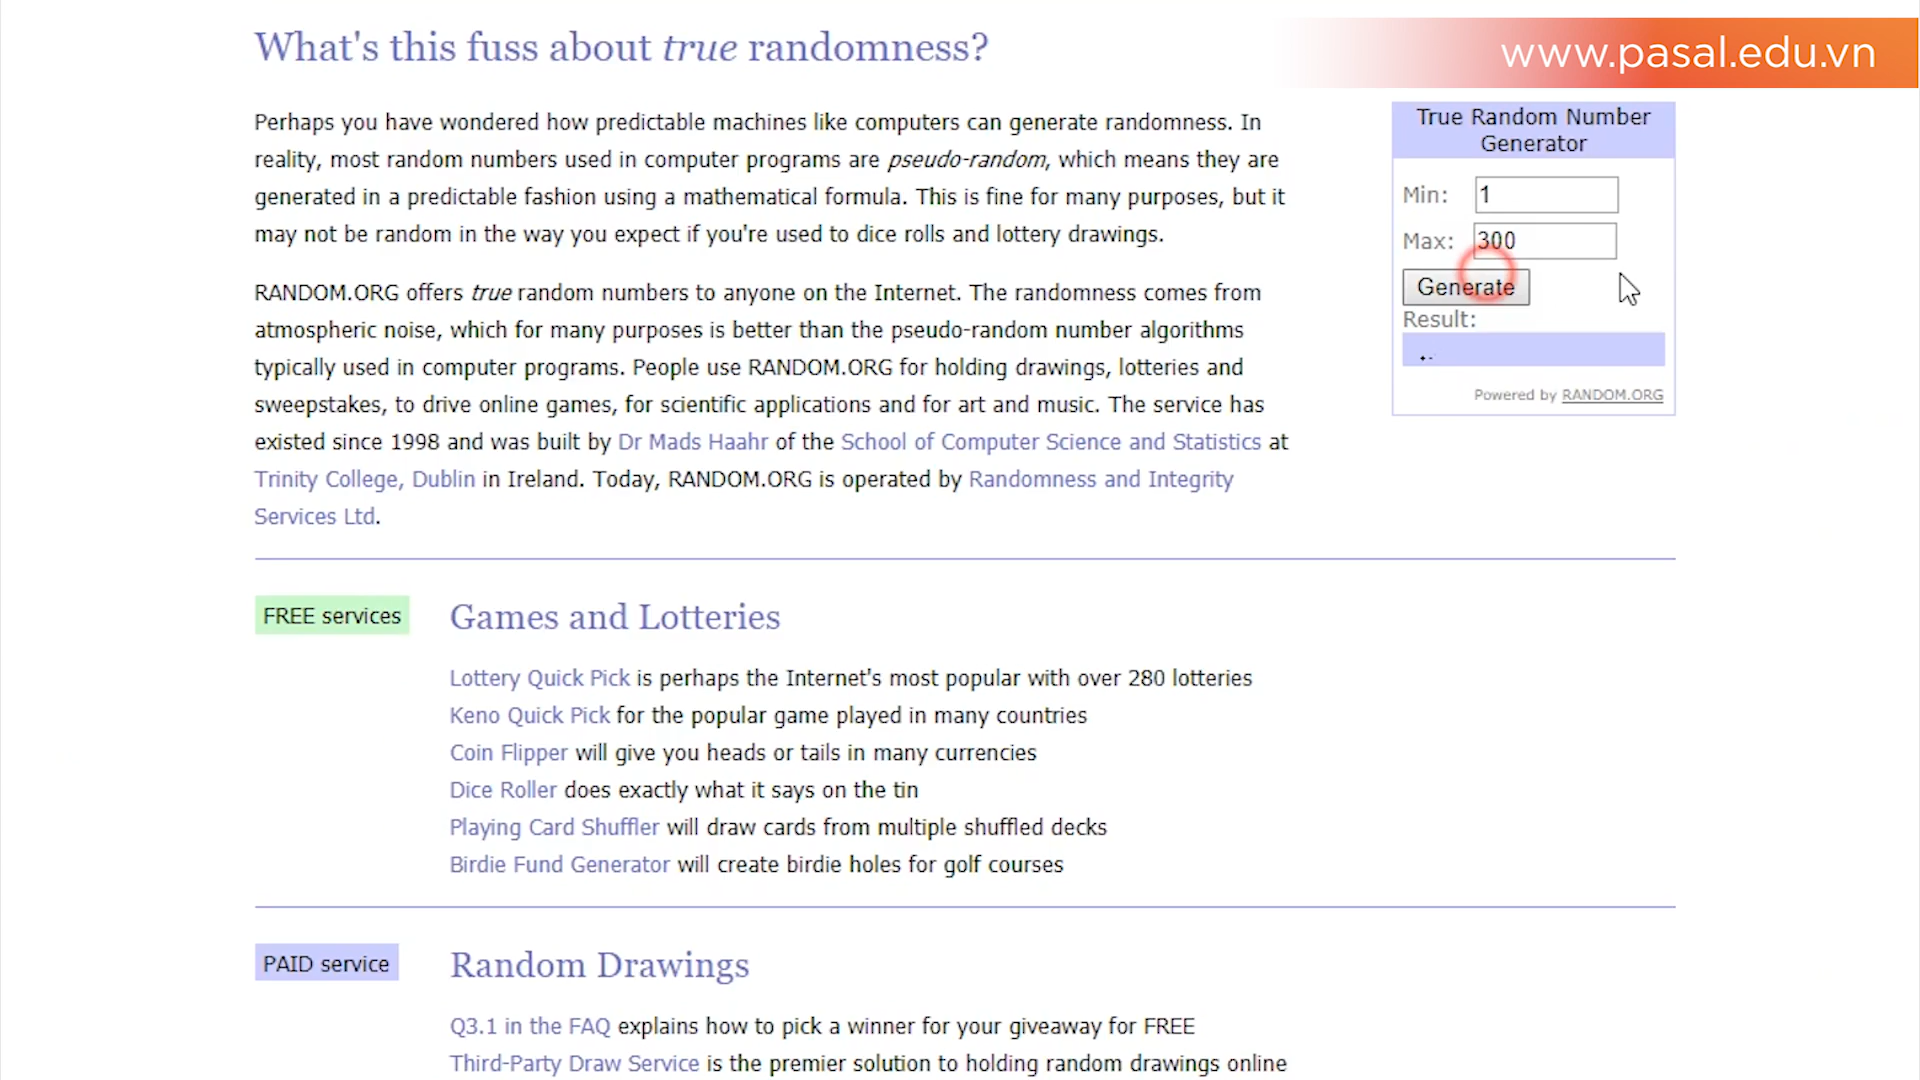 What's this fuss about true randomness?
www.pasal.edu.vn
Perhaps you have wondered how predictable machines like computers can generate randomness. In
reality, most random numbers used in computer programs are pseudo-random, which means they are
generated in a predictable fashion using a mathematical formula. This is fine for many purposes, but it
may not be random in the way you expect if you're used to dice rolls and lottery drawings.
RANDOM.ORG offers true random numbers to anyone on the Internet. The randomness comes from
atmospheric noise, which for many purposes is better than the pseudo-random number algorithms
typically used in computer programs. People use RANDOM.ORG for holding drawings, lotteries and
sweepstakes, to drive online games, for scientific applications and for art and music. The service has
existed since 1998 and was built by Dr Mads Haahr of the School of Computer Science and Statistics at
Trinity College, Dublin in Ireland. Today, RANDOM.ORG is operated by Randomness and Integrity
Services Ltd.
True Random Number
Generator
Min: 1
Max: 300
Generate
Result:
Powered by RANDOM.ORG
FREE services
Games and Lotteries
Lottery Quick Pick is perhaps the Internet's most popular with over 280 lotteries
Keno Quick Pick for the popular game played in many countries
Coin Flipper will give you heads or tails in many currencies
Dice Roller does exactly what it says on the tin
Playing Card Shuffler will draw cards from multiple shuffled decks
Birdie Fund Generator will create birdie holes for golf courses
PAID service
Random Drawings
Q3.1 in the FAQ explains how to pick a winner for your giveaway for FREE
Third-Party Draw Service is the premier solution to holding random drawings online